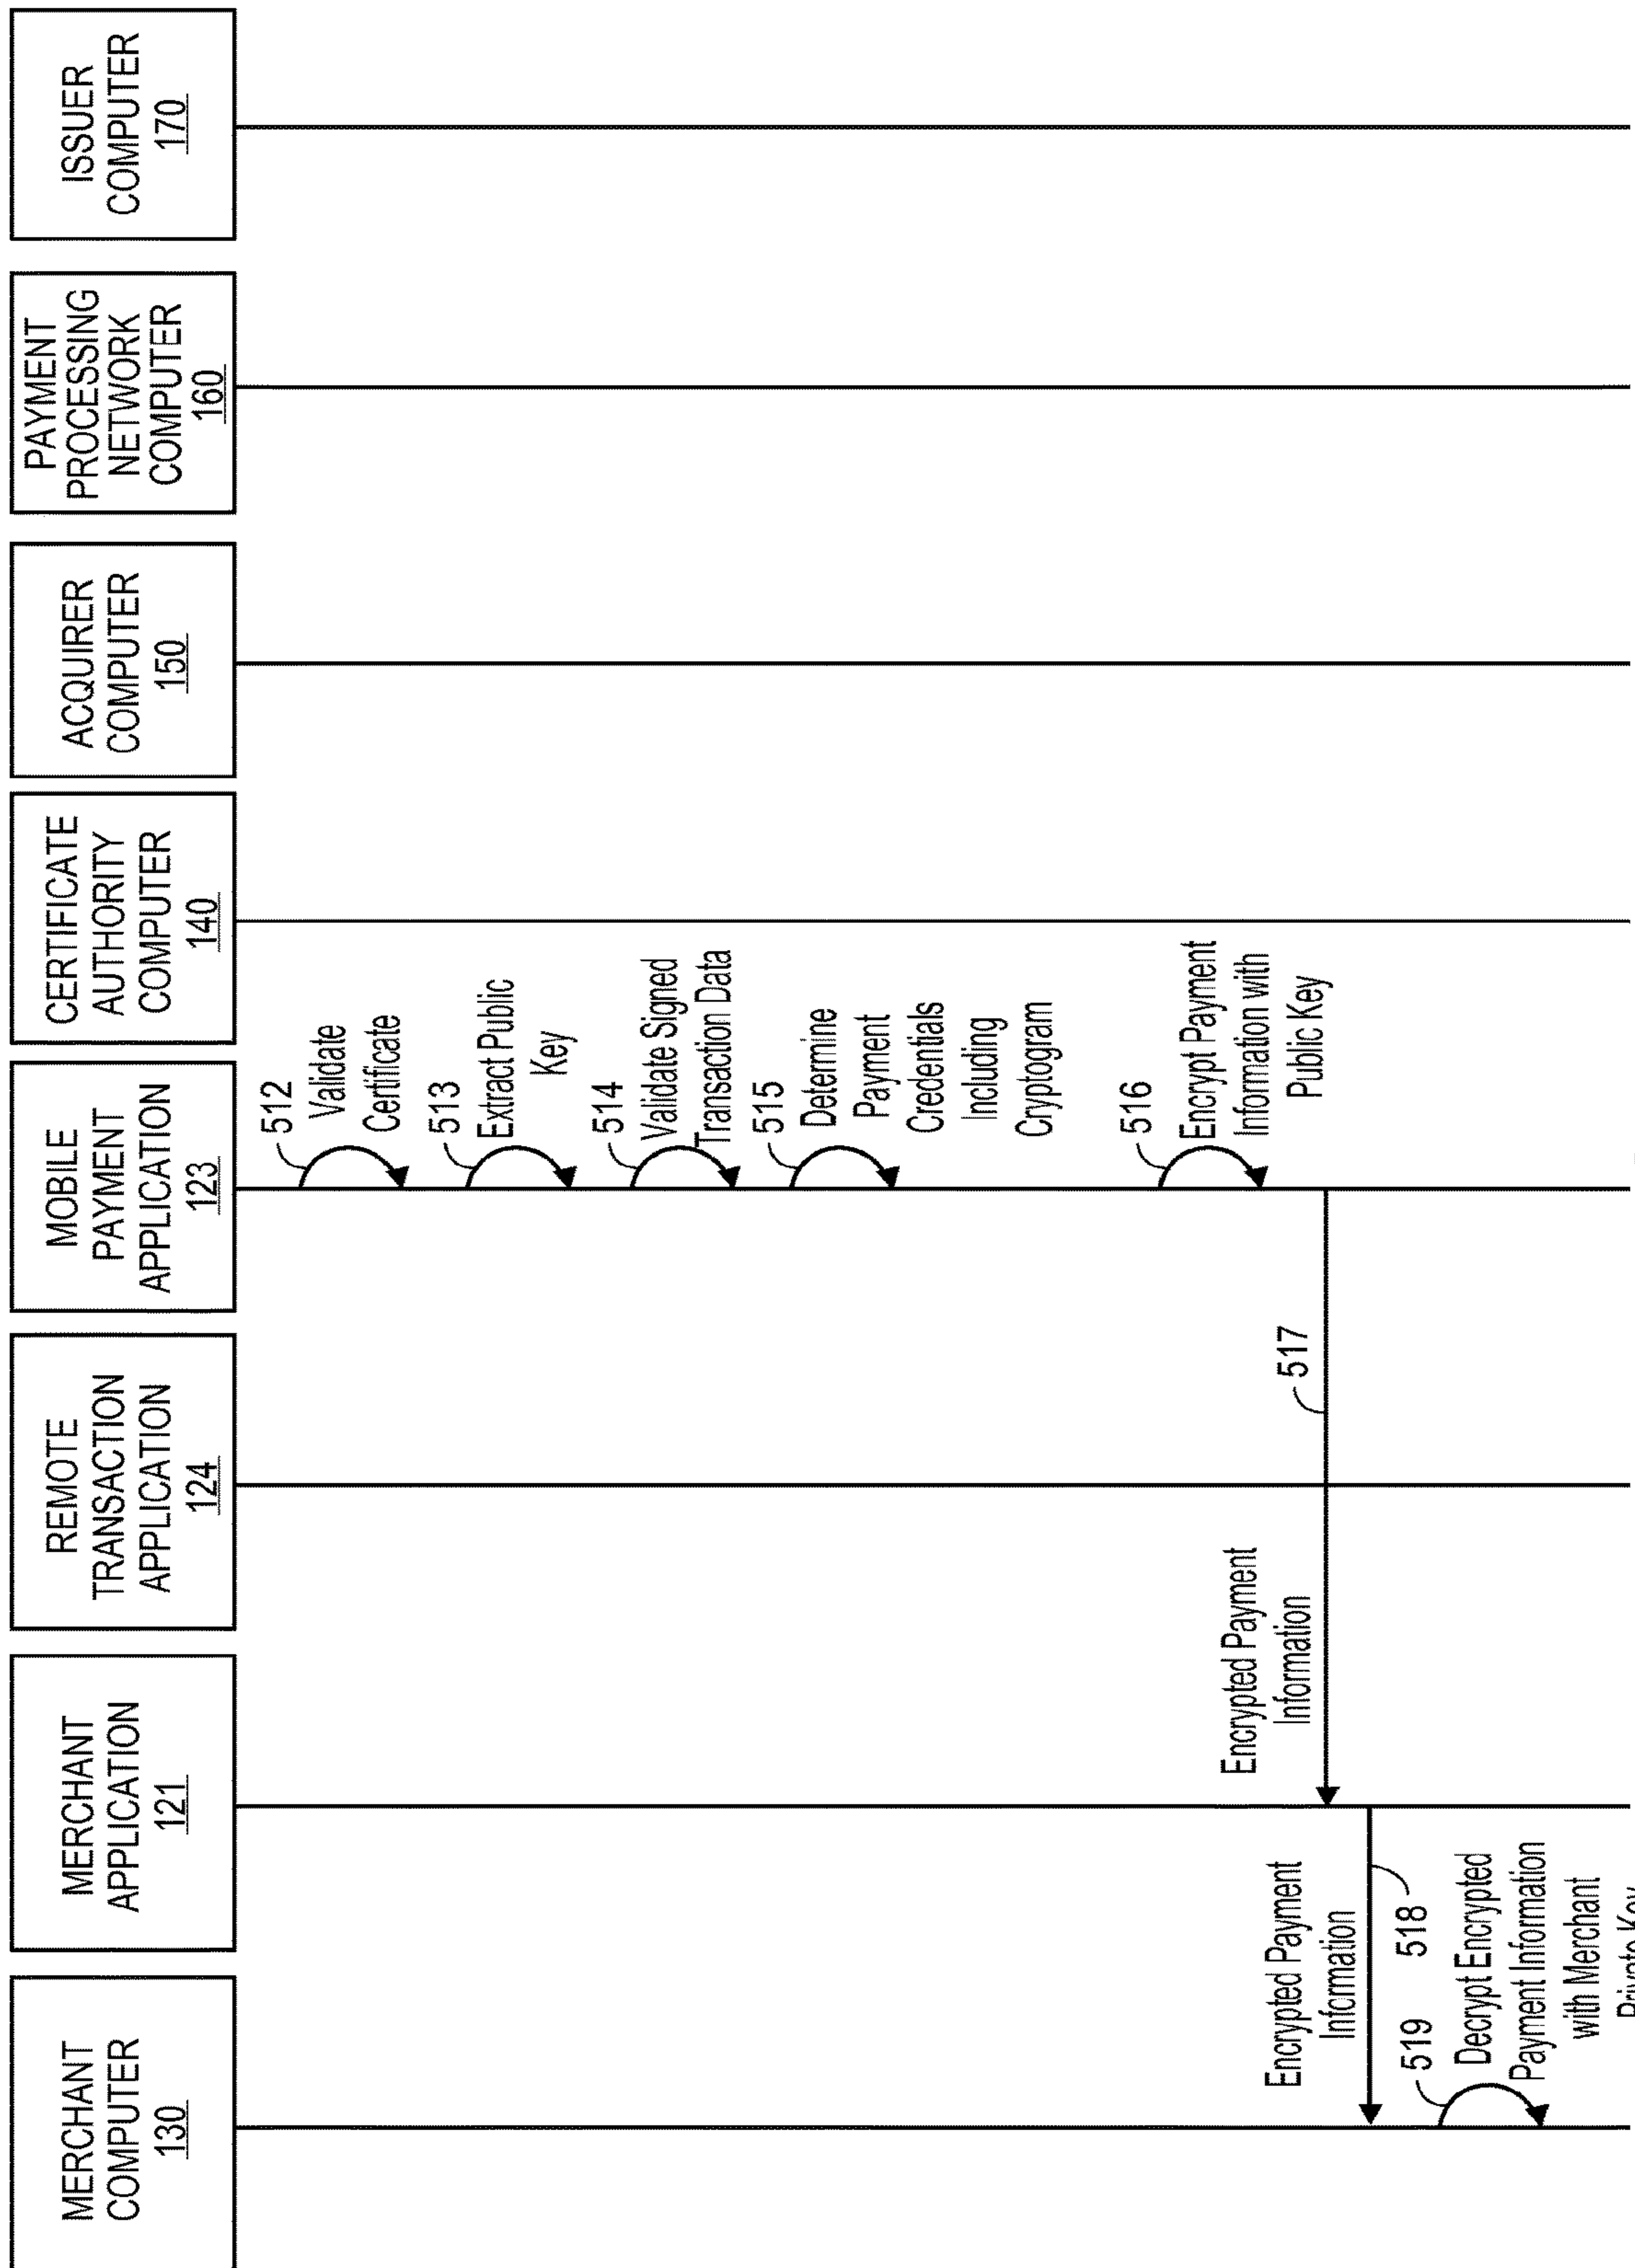 MERCHANT
COMPUTER
130
MERCHANT
APPLICATION
121
REMOTE
TRANSACTION
APPLICATION
124
MOBILE
PAYMENT
APPLICATION
123
CERTIFICATE
AUTHORITY
COMPUTER
140
ACQUIRER
COMPUTER
150
PAYMENT
PROCESSING
NETWORK
COMPUTER
160
ISSUER
COMPUTER
170
512
Validate
Certificate
513
Extract Public
Key
514
Validate Signed
Transaction Data
515
Determine
Payment
Credentials
Including
Cryptogram
516
Encrypt Payment
Information with
Public Key
Encrypted Payment
Information
517
Encrypted Payment
Information
518
519
Decrypt Encrypted
Payment Information
with Merchant
Private Key